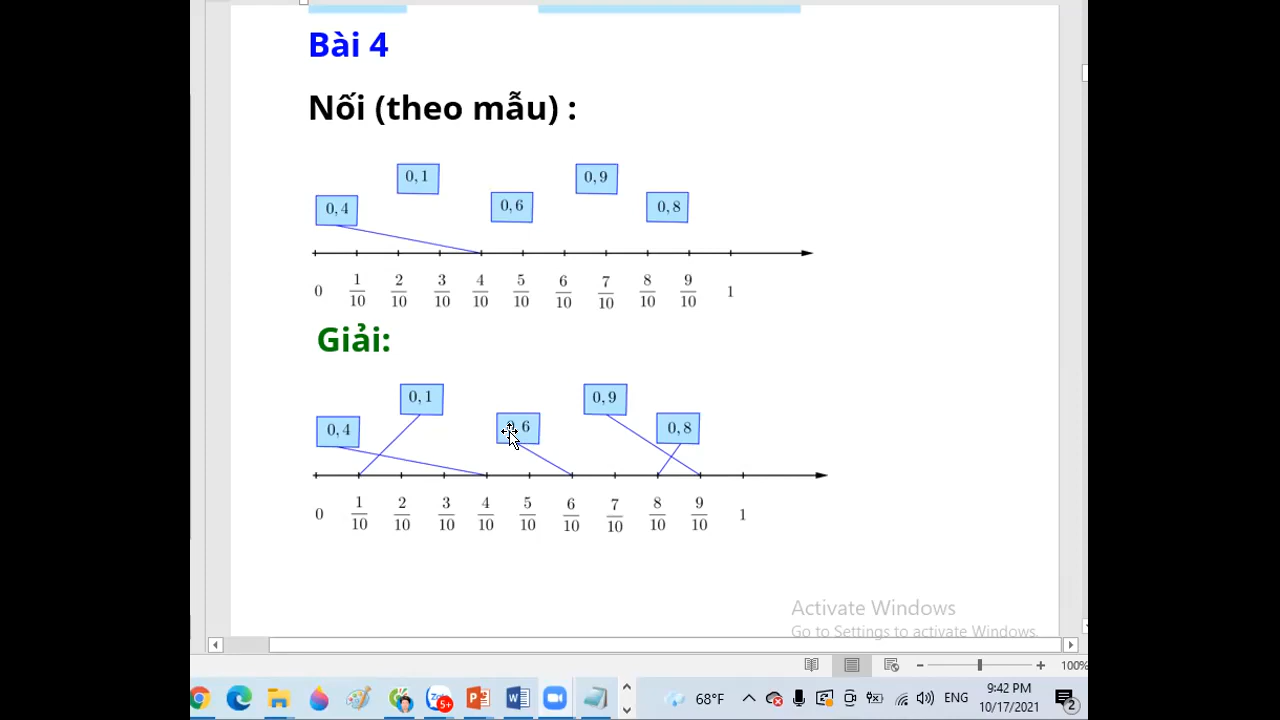 Bài 4
Nối (theo mẫu) :
0,1 0,9
0,4 0,6 0,8
0 1/10 2/10 3/10 4/10 5/10 6/10 7/10 8/10 9/10 1
Giải:
0,1 0,9
0,4 0,6 0,8
0 1/10 2/10 3/10 4/10 5/10 6/10 7/10 8/10 9/10 1
Activate Windows
Go to Settings to activate Windows.
100%
5+
68°F
ENG
9:42 PM
10/17/2021
2